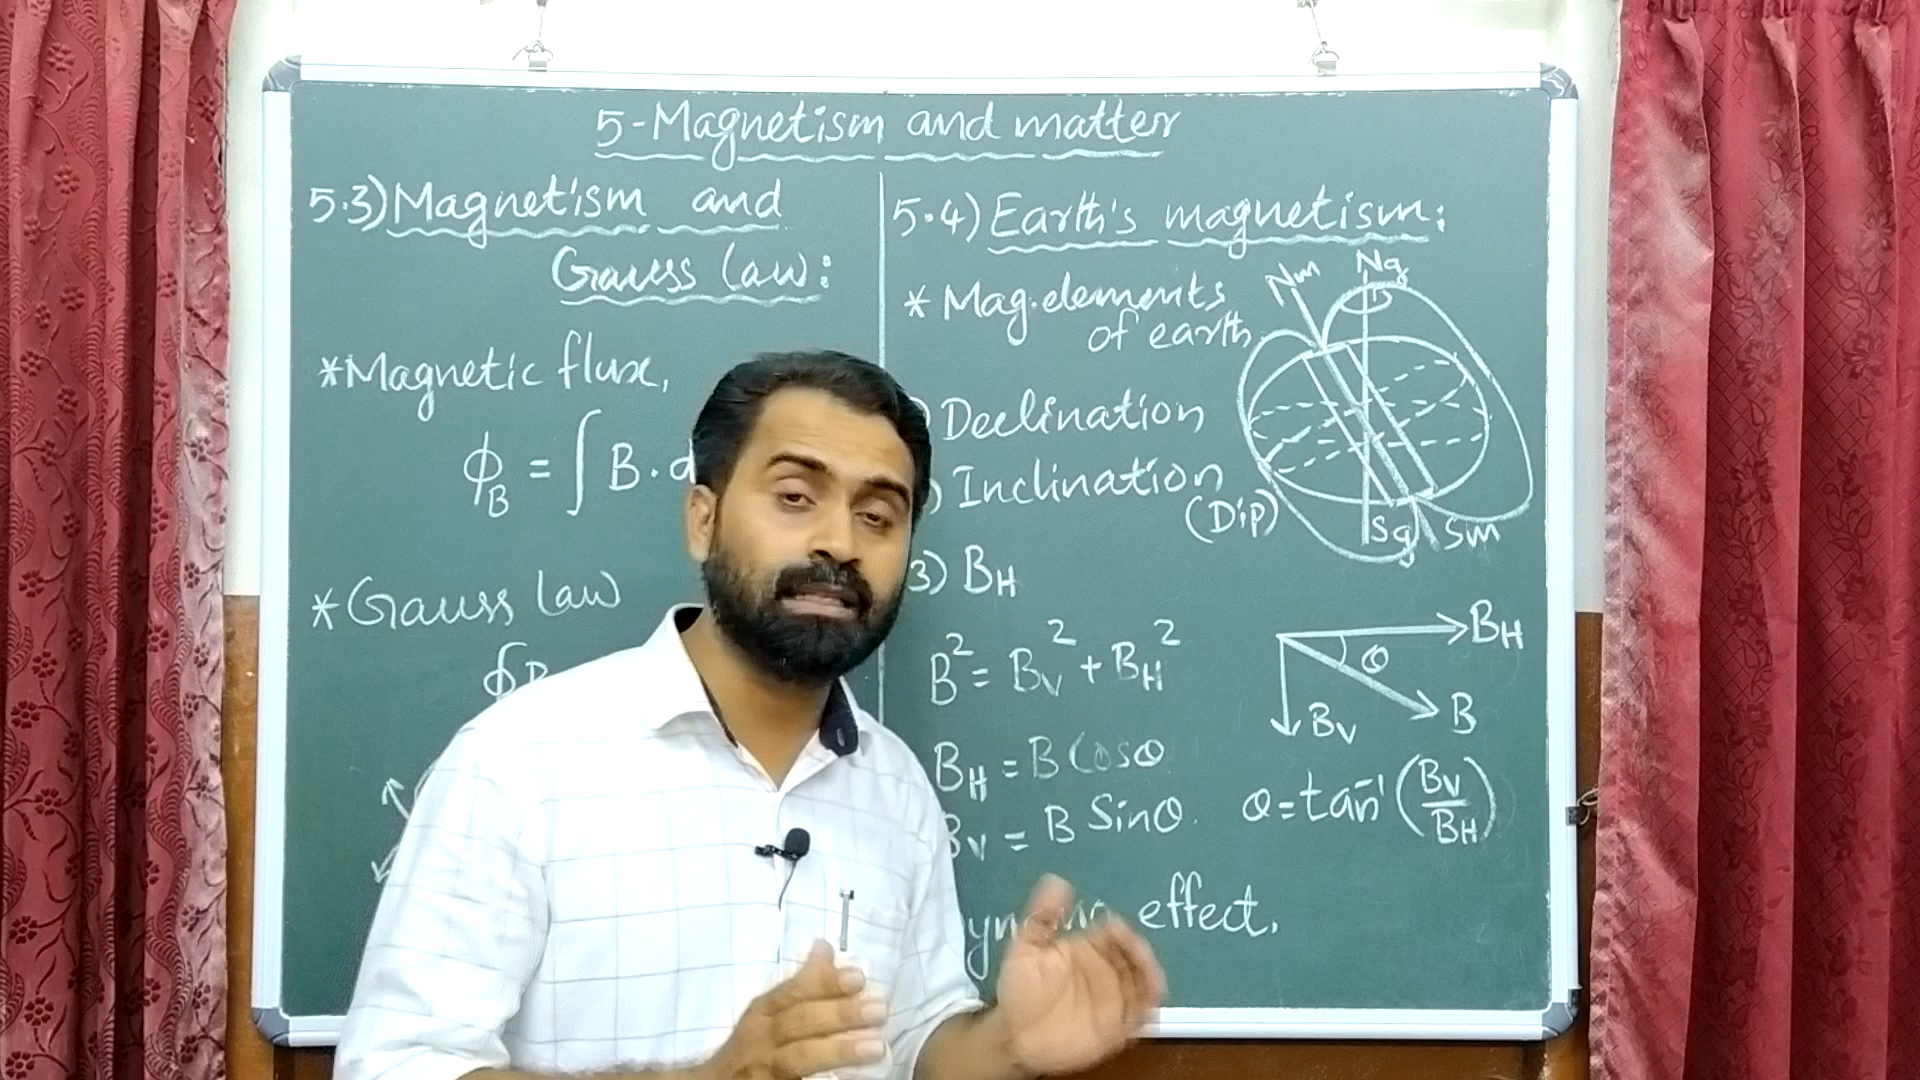 5-Magnetism and matter
5.3) Magnetism and
Gauss law:
*Magnetic flux,
ϕB = ∫ B.d
*Gauss law
∮B
5.4) Earth's magnetism:
* Mag.elements
of earth
Declination
Inclination
(Dip)
3) BH
B² = Bv² + BH²
BH = B Cosθ
Bv = B Sinθ.
effect.
Nm Ng
Sg Sm
BH
θ
B
Bv
θ = tan⁻¹ (Bv/BH)